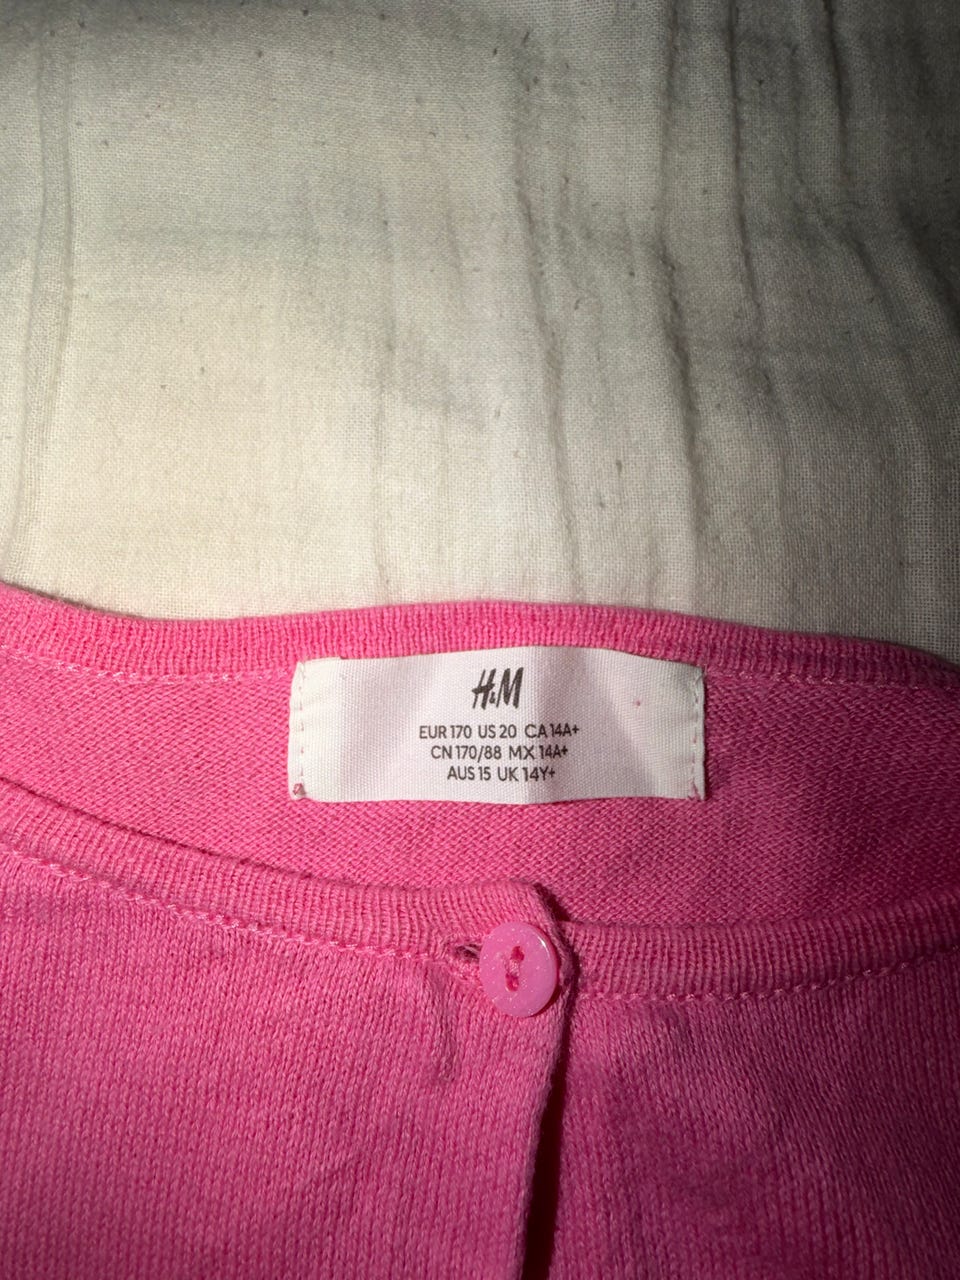 H&M
EUR 170 US 20 CA 14A+
CN 170/88 MX 14A+
AUS 15 UK 14Y+